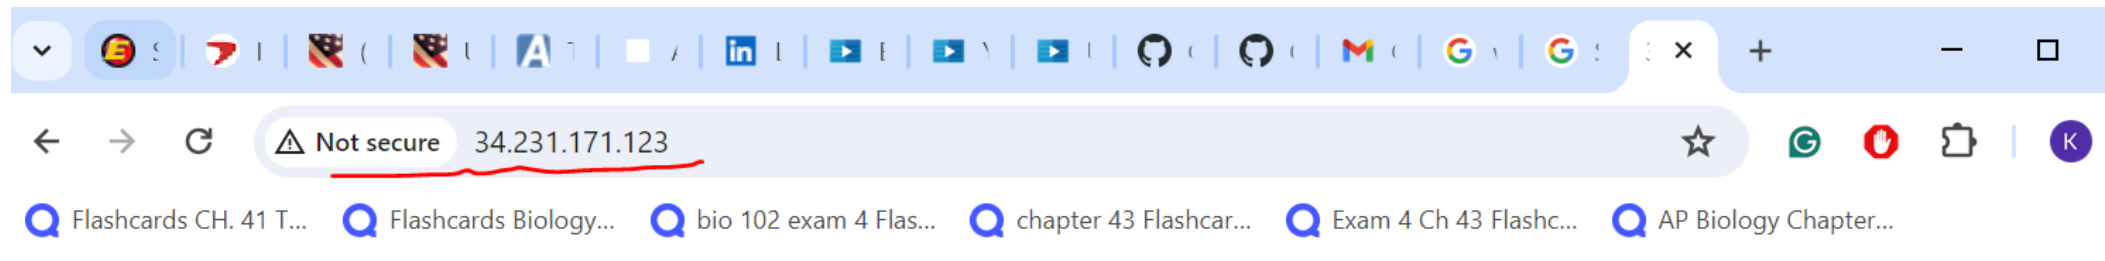 Not secure 34.231.171.123
K
Flashcards CH. 41 T... Flashcards Biology... bio 102 exam 4 Flas... chapter 43 Flashcar... Exam 4 Ch 43 Flashc... AP Biology Chapter...